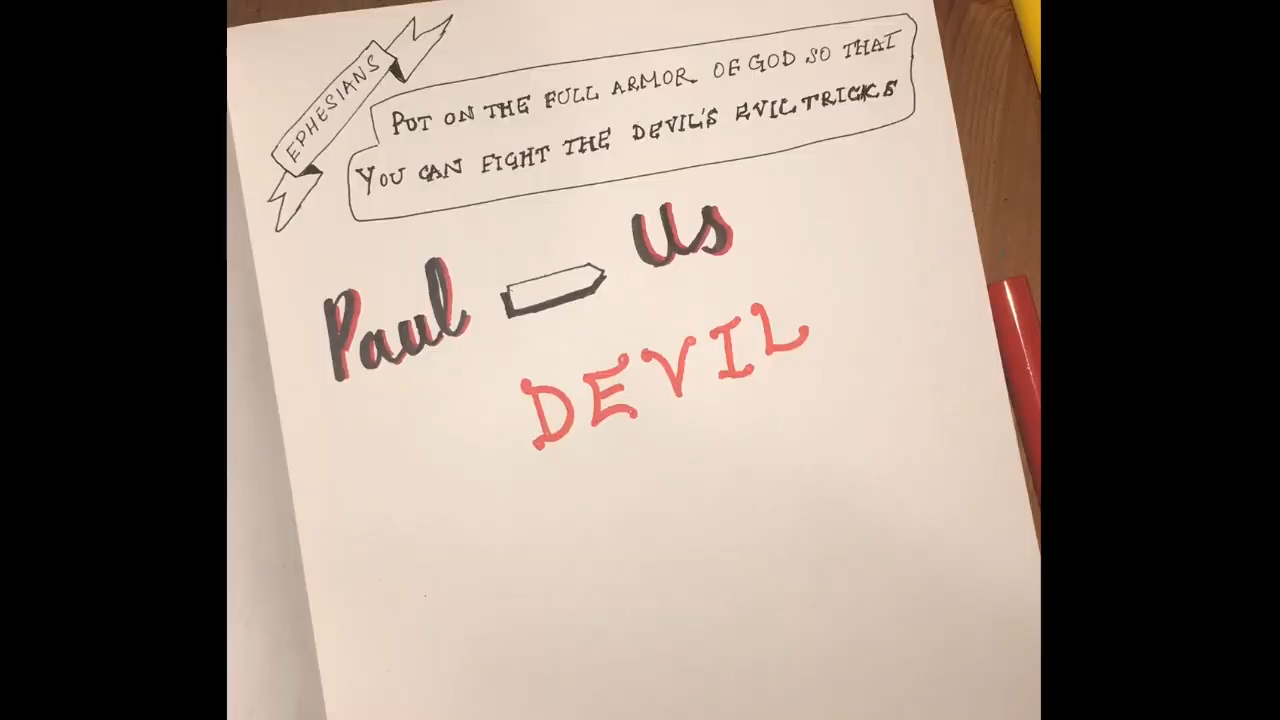 EPHESIANS
PUT ON THE FULL ARMOR OF GOD SO THAT
YOU CAN FIGHT THE DEVIL'S EVIL TRICKS
Paul Us
DEVIL